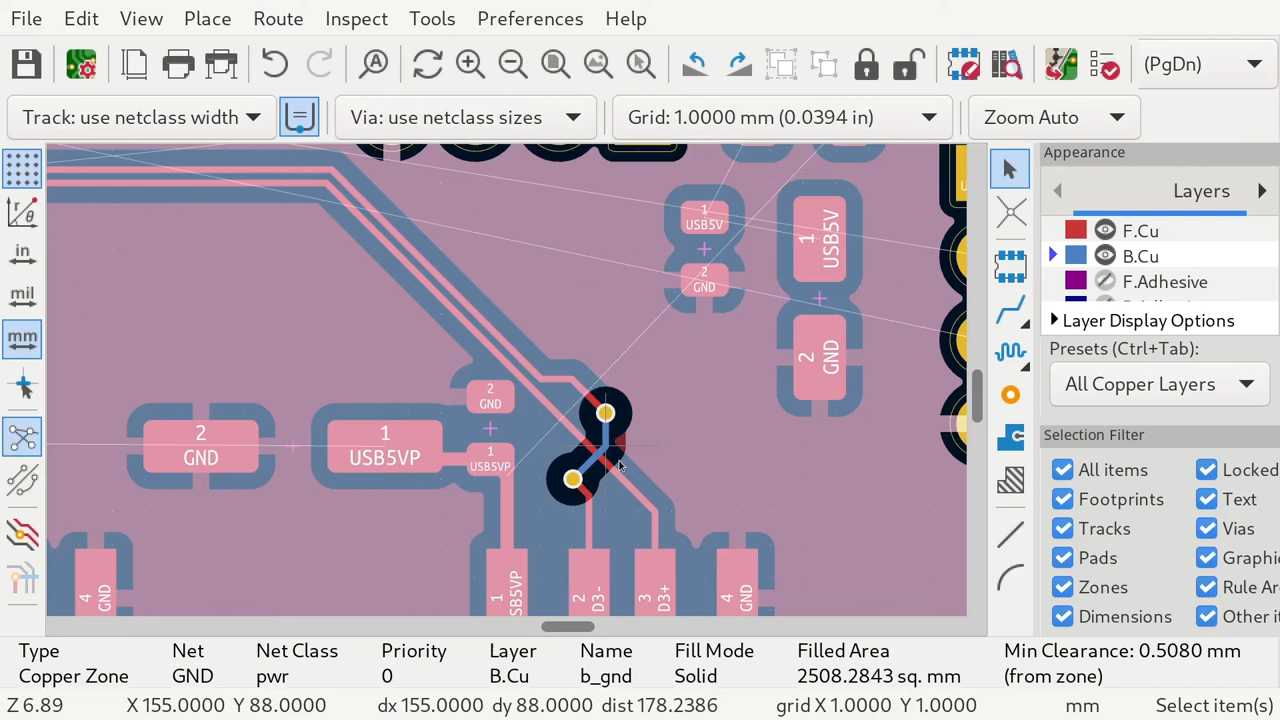 File Edit View Place Route Inspect Tools Preferences Help
(PgDn)
Track: use netclass width Via: use netclass sizes Grid: 1.0000 mm (0.0394 in) Zoom Auto
Appearance
Layers
F.Cu
B.Cu
F.Adhesive
Layer Display Options
Presets (Ctrl+Tab):
All Copper Layers
Selection Filter
All items Locked
Footprints Text
Tracks Vias
Pads Graphi
Zones Rule Ar
Dimensions Other it
in
mil
mm
1
USB5V
2
GND
1
USB5V
2
GND
2
GND
1
USB5VP
2
GND
1
USB5VP
4
GND
1
SB5VP
2
D3-
3
D3+
4
GND
Type Net Net Class Priority Layer Name Fill Mode Filled Area Min Clearance: 0.5080 mm
Copper Zone GND pwr 0 B.Cu b_gnd Solid 2508.2843 sq. mm (from zone)
Z 6.89 X 155.0000 Y 88.0000 dx 155.0000 dy 88.0000 dist 178.2386 grid X 1.0000 Y 1.0000 mm Select item(s)